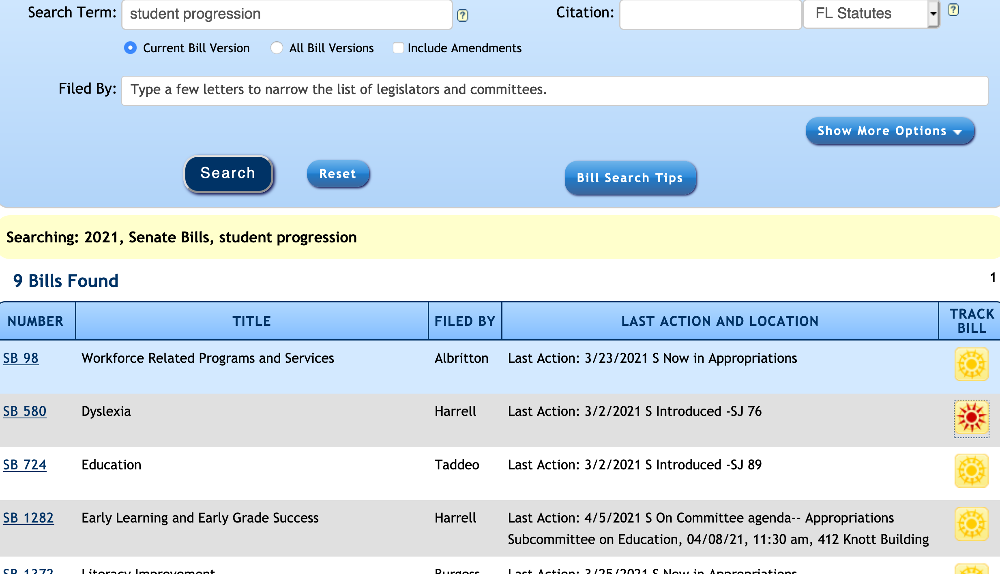 Search Term: student progression ? Citation: FL Statutes ?
Current Bill Version All Bill Versions Include Amendments
Filed By: Type a few letters to narrow the list of legislators and committees.
Show More Options
Search Reset Bill Search Tips
Searching: 2021, Senate Bills, student progression
9 Bills Found 1
NUMBER TITLE FILED BY LAST ACTION AND LOCATION TRACK BILL
SB 98 Workforce Related Programs and Services Albritton Last Action: 3/23/2021 S Now in Appropriations
SB 580 Dyslexia Harrell Last Action: 3/2/2021 S Introduced -SJ 76
SB 724 Education Taddeo Last Action: 3/2/2021 S Introduced -SJ 89
SB 1282 Early Learning and Early Grade Success Harrell Last Action: 4/5/2021 S On Committee agenda-- Appropriations
Subcommittee on Education, 04/08/21, 11:30 am, 412 Knott Building
SB 1372 Literacy Improvement Burgess Last Action: 3/25/2021 S Now in Appropriations